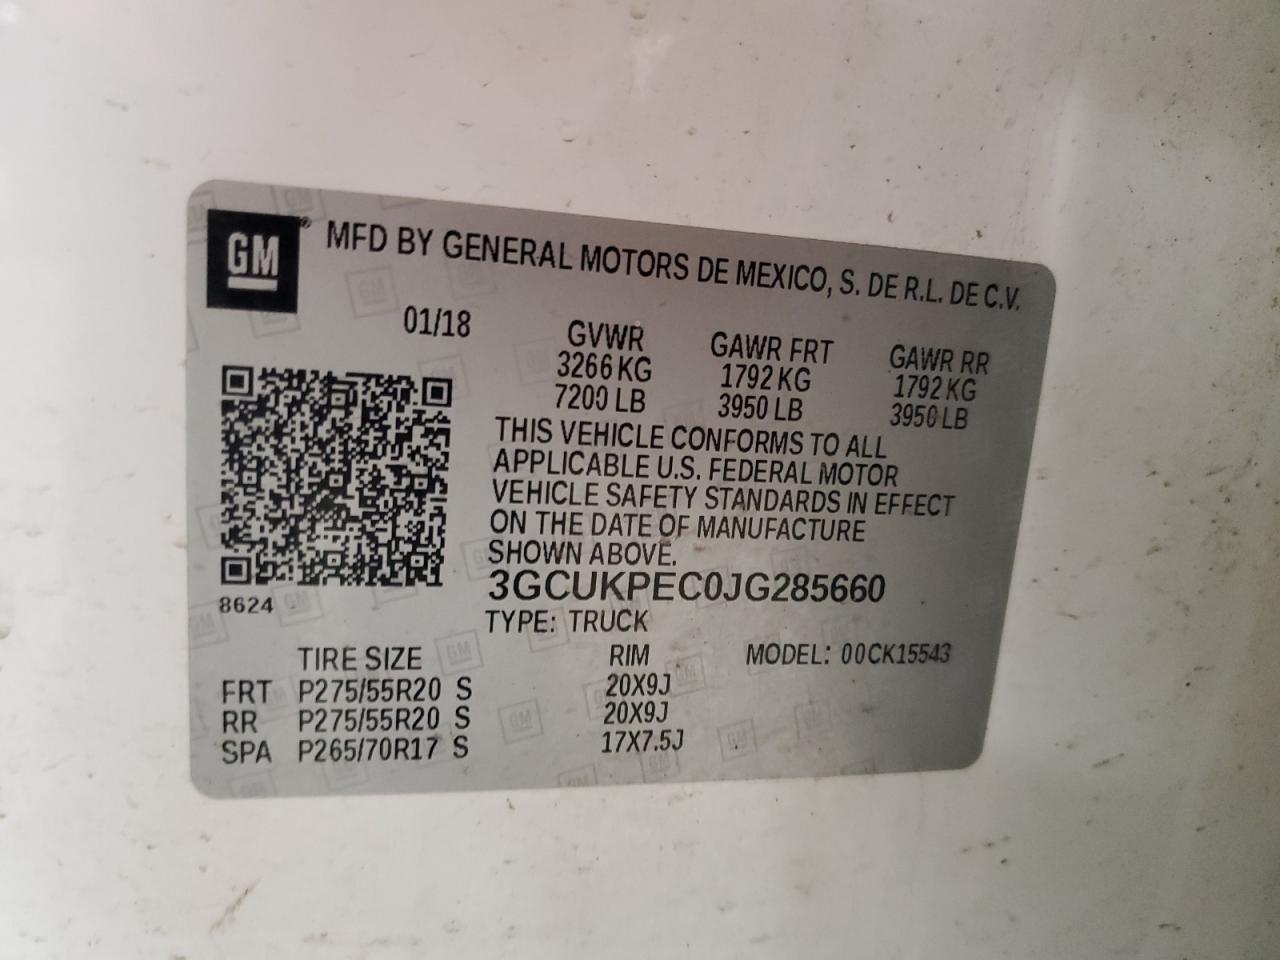 GM® MFD BY GENERAL MOTORS DE MEXICO, S. DE R.L. DE C.V.
01/18
GVWR GAWR FRT GAWR RR
3266 KG 1792 KG 1792 KG
7200 LB 3950 LB 3950 LB
THIS VEHICLE CONFORMS TO ALL
APPLICABLE U.S. FEDERAL MOTOR
VEHICLE SAFETY STANDARDS IN EFFECT
ON THE DATE OF MANUFACTURE
SHOWN ABOVE.
3GCUKPEC0JG285660
8624
TYPE: TRUCK
TIRE SIZE RIM MODEL: 00CK15543
FRT P275/55R20 S 20X9J
RR P275/55R20 S 20X9J
SPA P265/70R17 S 17X7.5J